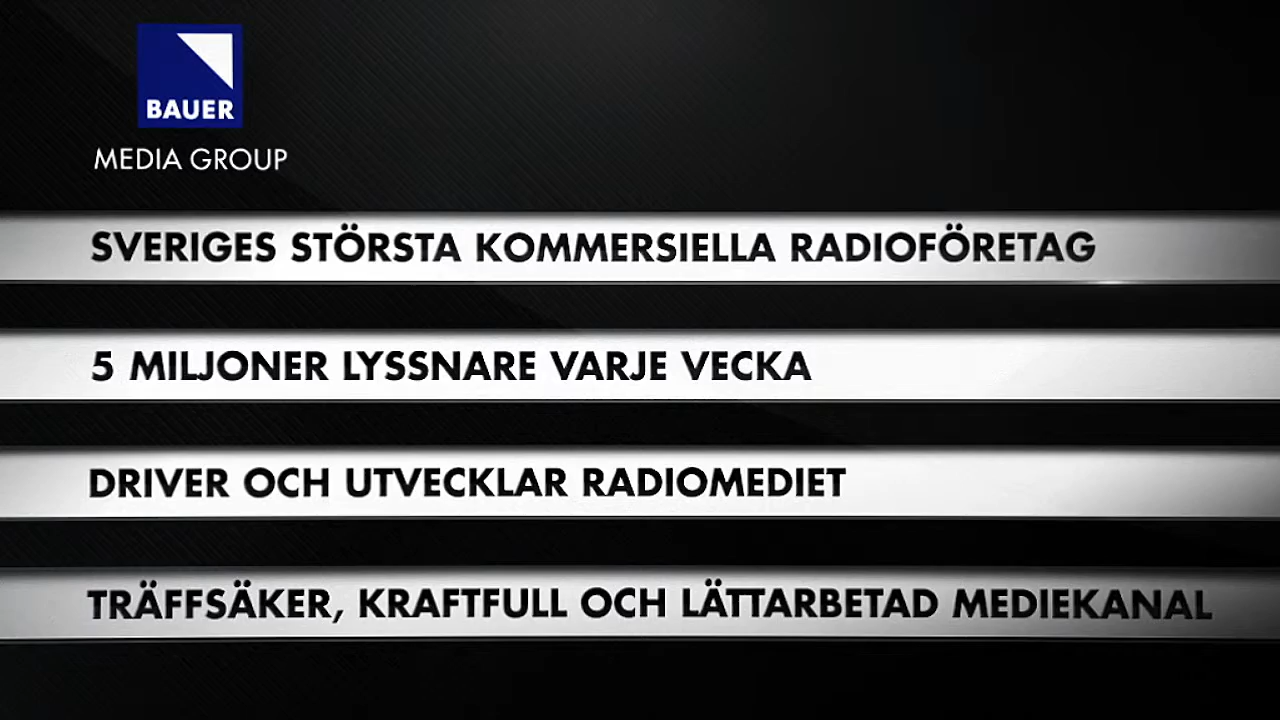 BAUER
MEDIA GROUP
SVERIGES STÖRSTA KOMMERSIELLA RADIOFÖRETAG
5 MILJONER LYSSNARE VARJE VECKA
DRIVER OCH UTVECKLAR RADIOMEDIET
TRÄFFSÄKER, KRAFTFULL OCH LÄTTARBETAD MEDIEKANAL